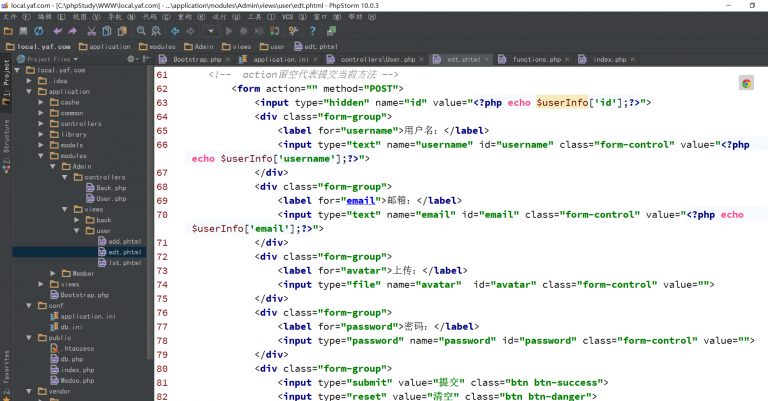 local.yaf.com - [C:\phpStudy\WWW\local.yaf.com] - ...\application\modules\Admin\views\user\edt.phtml - PhpStorm 10.0.3
文件(F) 编辑(E) 视图(V) 导航(N) 代码(C) 重构(R) 运行(U) 工具(T) VCS(S) 窗口(W) 帮助(H)
local.yaf.com application modules Admin views user edt.phtml
Project Files
Bootstrap.php application.ini controllers\User.php edt.phtml functions.php index.php
1: Project
Z: Structure
2: Favorites
local.yaf.com
.idea
application
cache
common
controllers
library
models
modules
Admin
controllers
Back.php
User.php
views
back
user
add.phtml
edt.phtml
lst.phtml
Member
views
Bootstrap.php
conf
application.ini
db.ini
public
.htaccess
db.php
index.php
Medoo.php
vendor
61 <!-- action留空代表提交当前方法 -->
62 <form action="" method="POST">
63 <input type="hidden" name="id" value="<?php echo $userInfo['id'];?>">
64 <div class="form-group">
65 <label for="username">用户名：</label>
66 <input type="text" name="username" id="username" class="form-control" value="<?php
echo $userInfo['username'];?>">
67 </div>
68 <div class="form-group">
69 <label for="email">邮箱：</label>
70 <input type="text" name="email" id="email" class="form-control" value="<?php echo
$userInfo['email'];?>">
71 </div>
72 <div class="form-group">
73 <label for="avatar">上传：</label>
74 <input type="file" name="avatar"  id="avatar" class="form-control" value="">
75 </div>
76 <div class="form-group">
77 <label for="password">密码：</label>
78 <input type="password" name="password" id="password" class="form-control" value="">
79 </div>
80 <div class="form-group">
81 <input type="submit" value="提交" class="btn btn-success">
82 <input type="reset" value="清空" class="btn btn-danger">